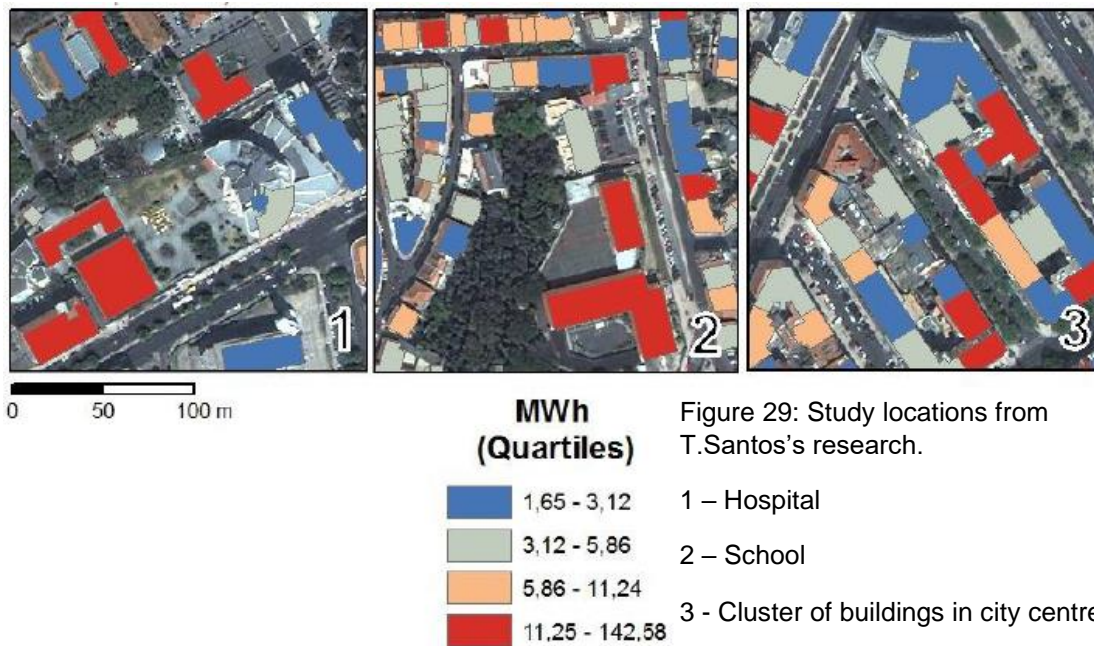 1
2
3
0 50 100 m
MWh
(Quartiles)
1,65 - 3,12
3,12 - 5,86
5,86 - 11,24
11,25 - 142,58
Figure 29: Study locations from
T.Santos's research.
1 – Hospital
2 – School
3 - Cluster of buildings in city centre